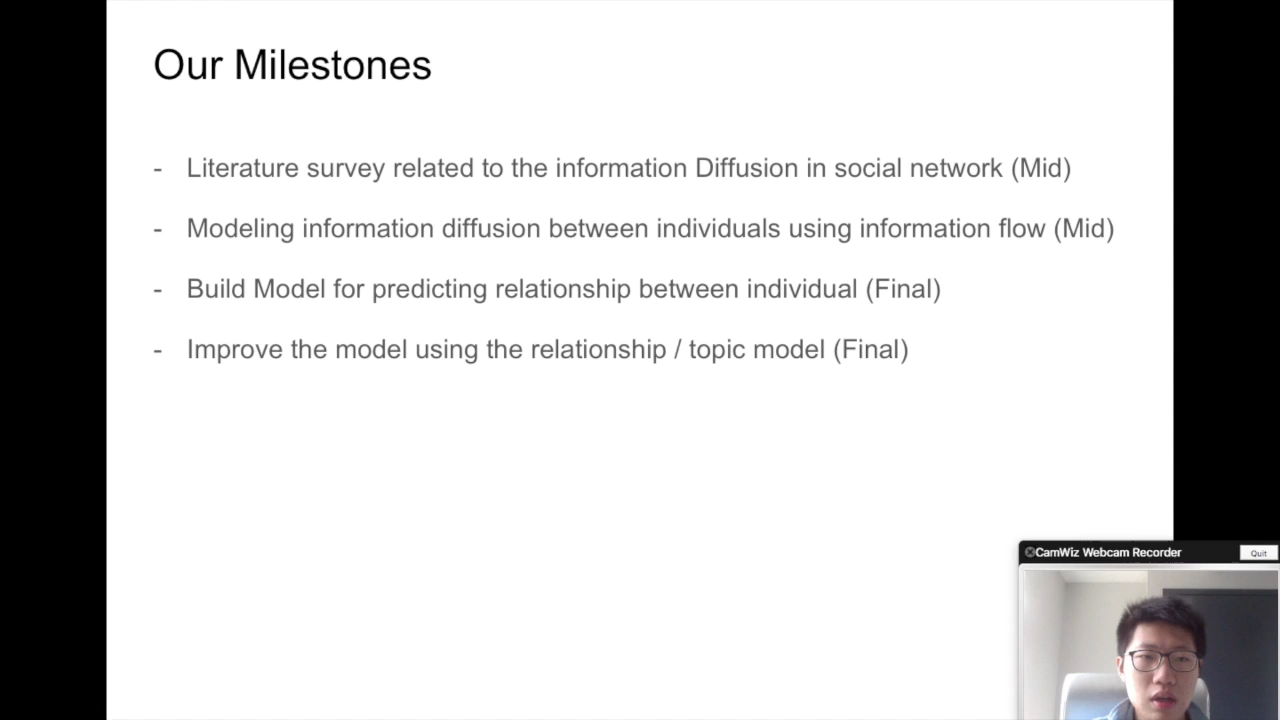 Our Milestones
- Literature survey related to the information Diffusion in social network (Mid)
- Modeling information diffusion between individuals using information flow (Mid)
- Build Model for predicting relationship between individual (Final)
- Improve the model using the relationship / topic model (Final)
CamWiz Webcam Recorder
Quit